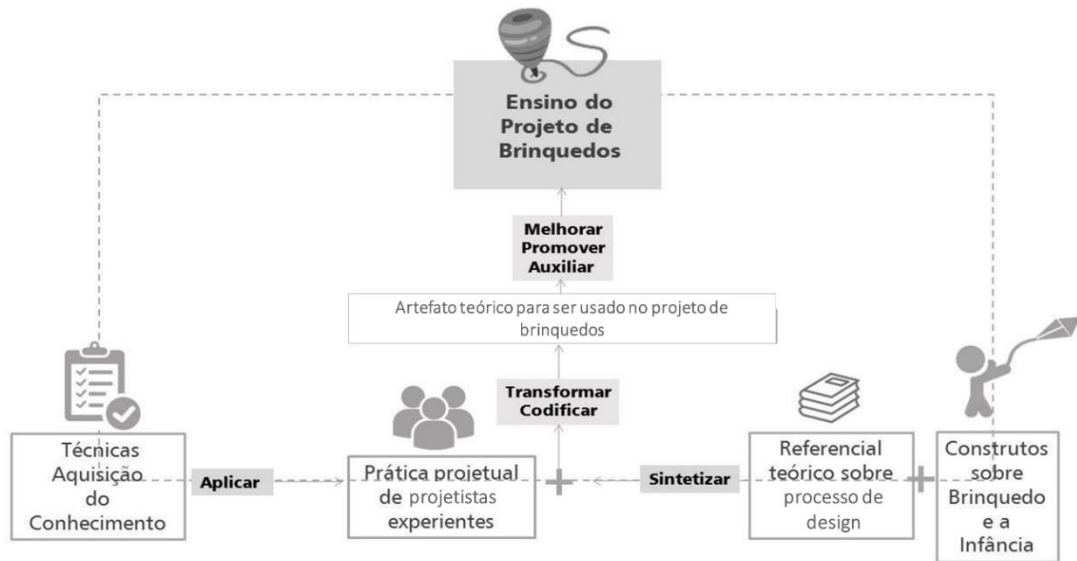 Ensino do
Projeto de
Brinquedos
Melhorar
Promover
Auxiliar
Artefato teórico para ser usado no projeto de
brinquedos
Transformar
Codificar
Técnicas
Aquisição
do
Conhecimento
Aplicar
Prática projetual
de projetistas
experientes
Sintetizar
Referencial
teórico sobre
processo de
design
Construtos
sobre
Brinquedo
e a
Infância